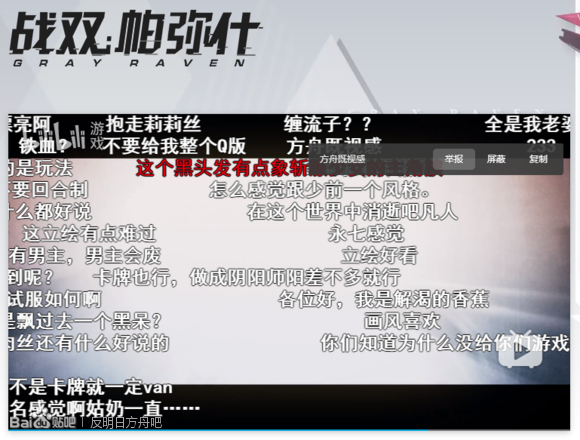 战双:帕弥什
GRAY RAVEN
漂亮阿 抱走莉莉丝 缠流子？？ 全是我老婆
铁血？ 游戏 不要给我整个Q版 方舟既视感 233
方舟既视感 举报 屏蔽 复制
的是玩法 这个黑头发有点象斩
不要回合制 怎么感觉跟少前一个风格。
什么都好说 在这个世界中消逝吧凡人
这立绘有点难过 永七感觉
有男主，男主会废 立绘好看
到呢？ 卡牌也行，做成阴阳师阳差不多就行
试服如何啊 各位好，我是解渴的香蕉
是飘过去一个黑呆？ 画风喜欢
肉丝还有什么好说的 你们知道为什么没给你们游戏
不是卡牌就一定van
名感觉啊姑奶一直……
Bai 贴吧 | 反明日方舟吧